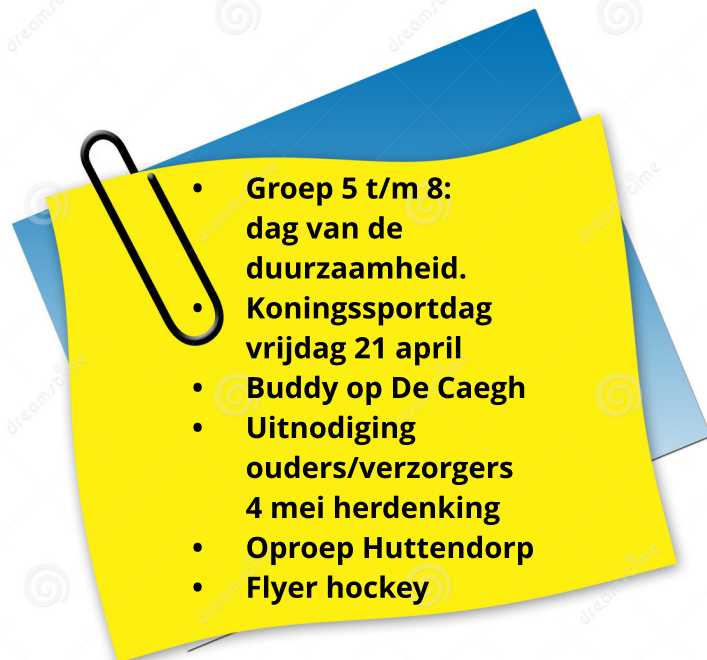 • Groep 5 t/m 8:
dag van de
duurzaamheid.
• Koningssportdag
vrijdag 21 april
• Buddy op De Caegh
• Uitnodiging
ouders/verzorgers
4 mei herdenking
• Oproep Huttendorp
• Flyer hockey
dreamstime